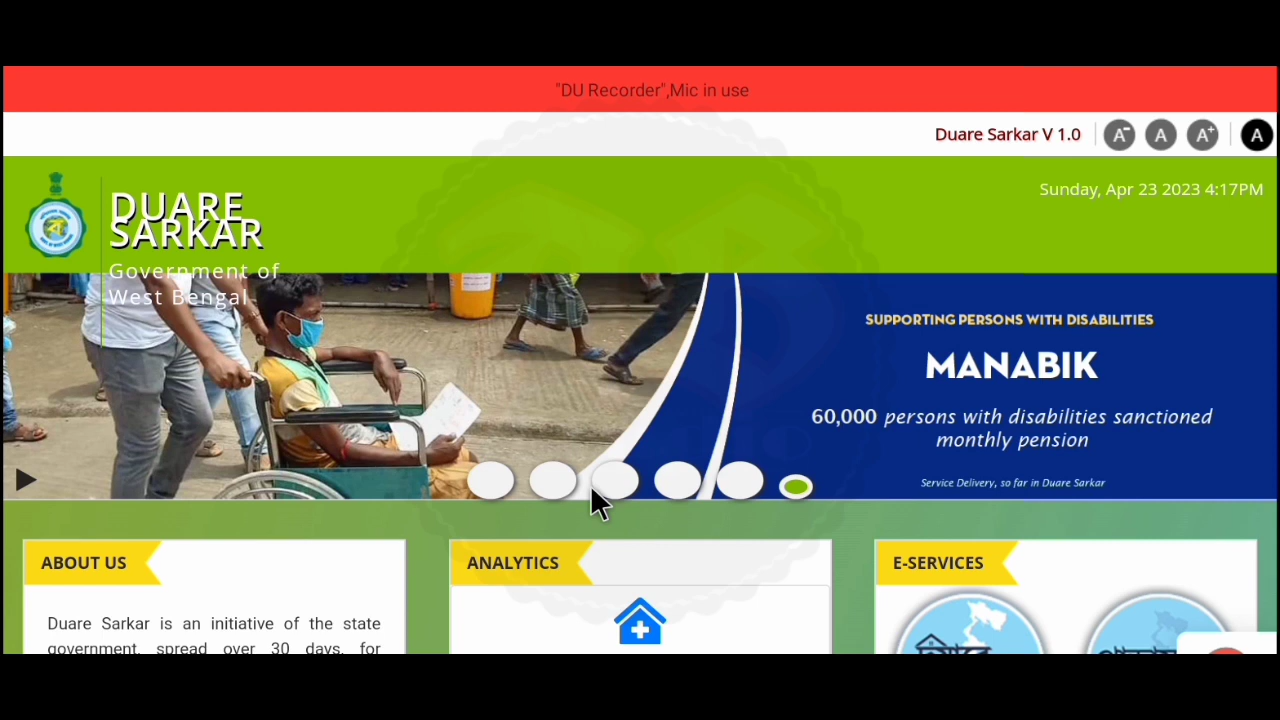 "DU Recorder",Mic in use
Duare Sarkar V 1.0
A-
A
A+
A
DUARE
SARKAR
Government of
West Bengal
Sunday, Apr 23 2023 4:17PM
SUPPORTING PERSONS WITH DISABILITIES
MANABIK
60,000 persons with disabilities sanctioned
monthly pension
Service Delivery, so far in Duare Sarkar
ABOUT US
Duare Sarkar is an initiative of the state
government, spread over 30 days, for
ANALYTICS
E-SERVICES